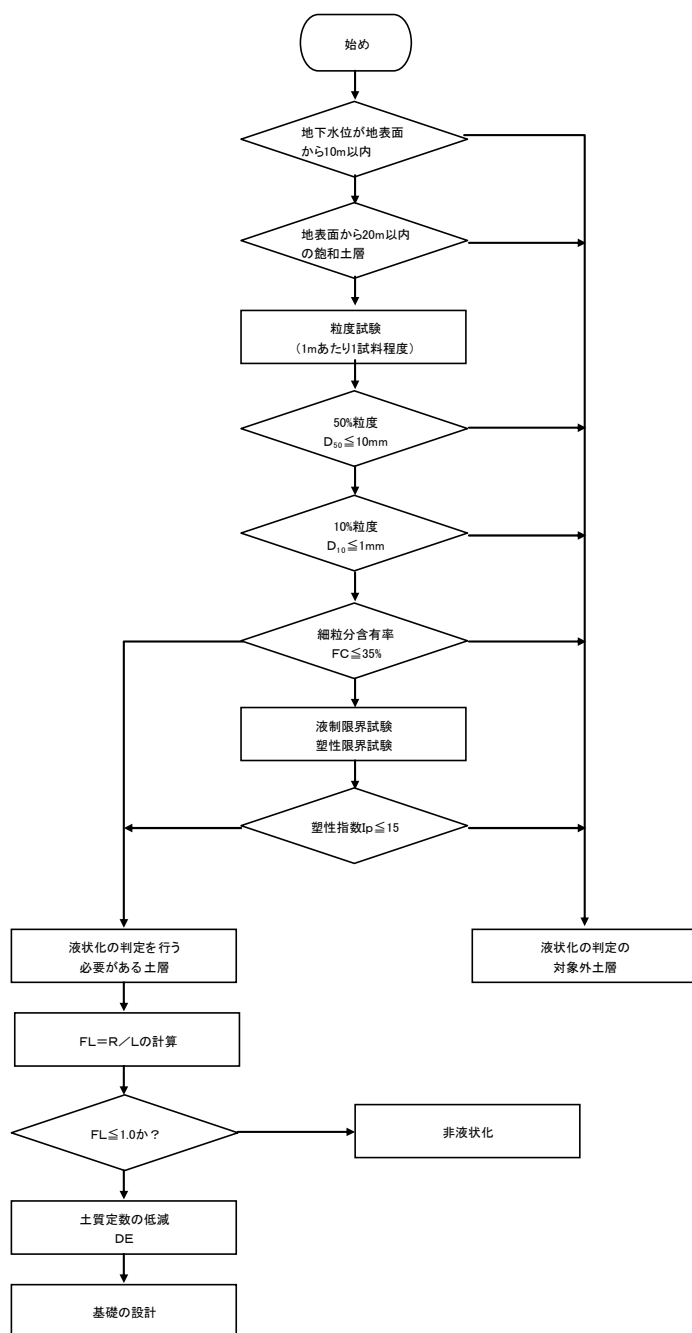 始め
地下水位が地表面
から10m以内
地表面から20m以内
の飽和土層
粒度試験
（1mあたり1試料程度）
50%粒度
D₅₀≦10mm
10%粒度
D₁₀≦1mm
細粒分含有率
FC≦35%
液制限界試験
塑性限界試験
塑性指数Ip≦15
液状化の判定を行う
必要がある土層
液状化の判定の
対象外土層
FL＝R／Lの計算
FL≦1.0か？
非液状化
土質定数の低減
DE
基礎の設計